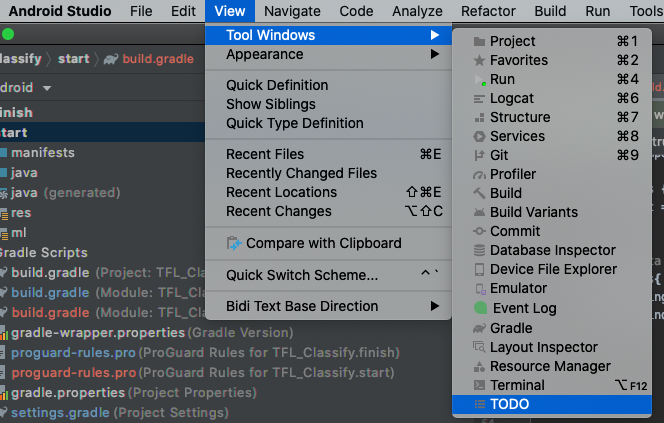 Android Studio File Edit View Navigate Code Analyze Refactor Build Run Tools
lassify start build.gradle
Tool Windows
Appearance
Quick Definition
Show Siblings
Quick Type Definition
Recent Files ⌘E
Recently Changed Files
Recent Locations ⇧⌘E
Recent Changes ⌥⇧C
Compare with Clipboard
Quick Switch Scheme... ^ `
Bidi Text Base Direction
Project ⌘1
Favorites ⌘2
Run ⌘4
Logcat ⌘6
Structure ⌘7
Services ⌘8
Git ⌘9
Profiler
Build
Build Variants
Commit
Database Inspector
Device File Explorer
Emulator
Event Log
Gradle
Layout Inspector
Resource Manager
Terminal ⌥F12
TODO
droid
inish
tart
manifests
java
java (generated)
res
ml
Gradle Scripts
build.gradle (Project: TFL_Cla
build.gradle (Module: TFL_C
build.gradle (Module: TFL_C
gradle-wrapper.properties (Gradle Version)
proguard-rules.pro (ProGuard Rules for TFL_Classify.finish)
proguard-rules.pro (ProGuard Rules for TFL_Classify.start)
gradle.properties (Project Properties)
settings.gradle (Project Settings)